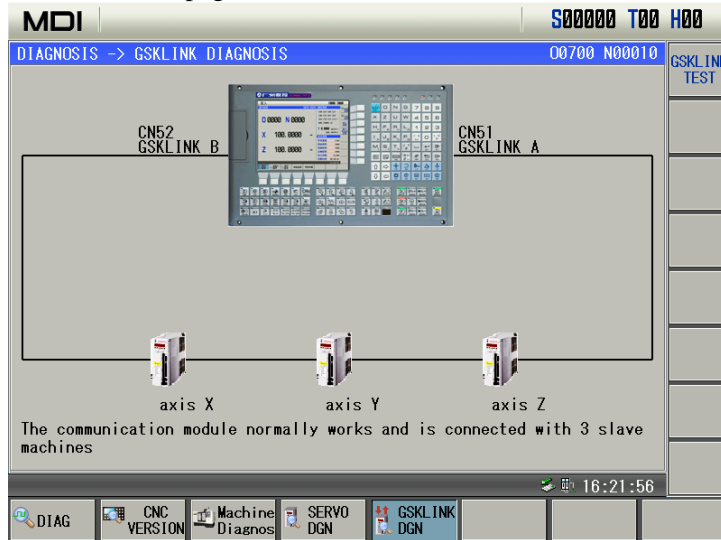 MDI
S00000 T00 H00
DIAGNOSIS -> GSKLINK DIAGNOSIS
O0700 N00010
GSKLINK
TEST
CN52
GSKLINK B
CN51
GSKLINK A
O 0000 N 0000
X 100.0000
Z 100.0000
axis X
axis Y
axis Z
The communication module normally works and is connected with 3 slave
machines
16:21:56
DIAG
CNC
VERSION
Machine
Diagnos
SERVO
DGN
GSKLINK
DGN